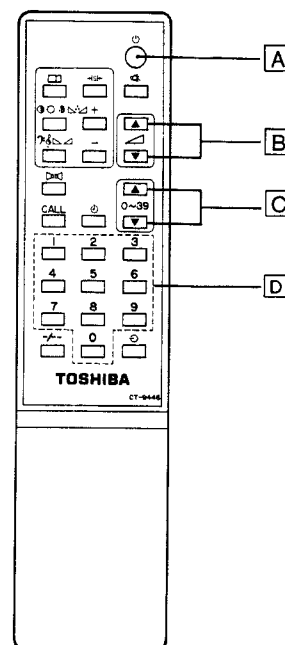 A
+
B
-
C
0~39
CALL
1 2 3
4 5 6
D
7 8 9
-/--
0
TOSHIBA
CT-9446